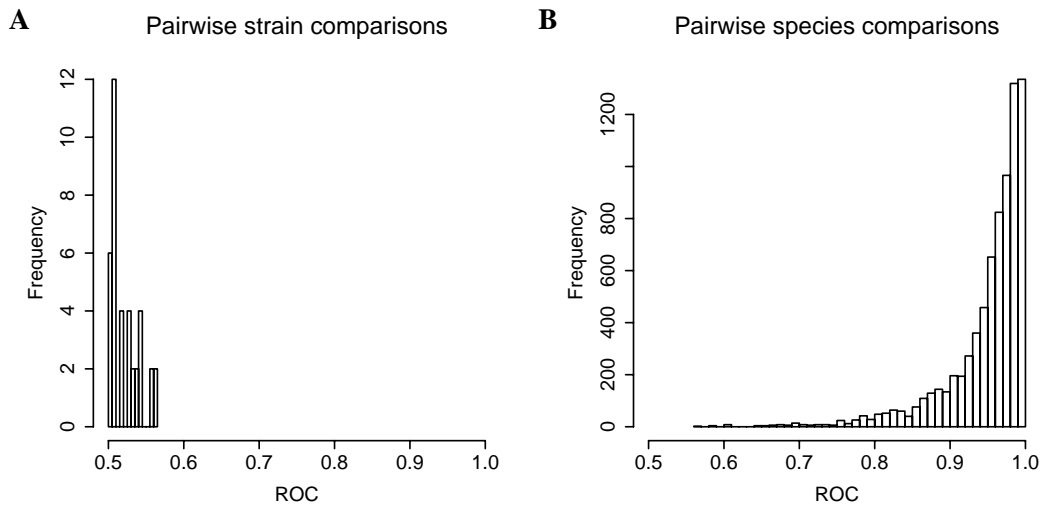 A
Pairwise strain comparisons
Frequency
12
10
8
6
4
2
0
0.5 0.6 0.7 0.8 0.9 1.0
ROC
B
Pairwise species comparisons
Frequency
1200
800
600
400
200
0
0.5 0.6 0.7 0.8 0.9 1.0
ROC